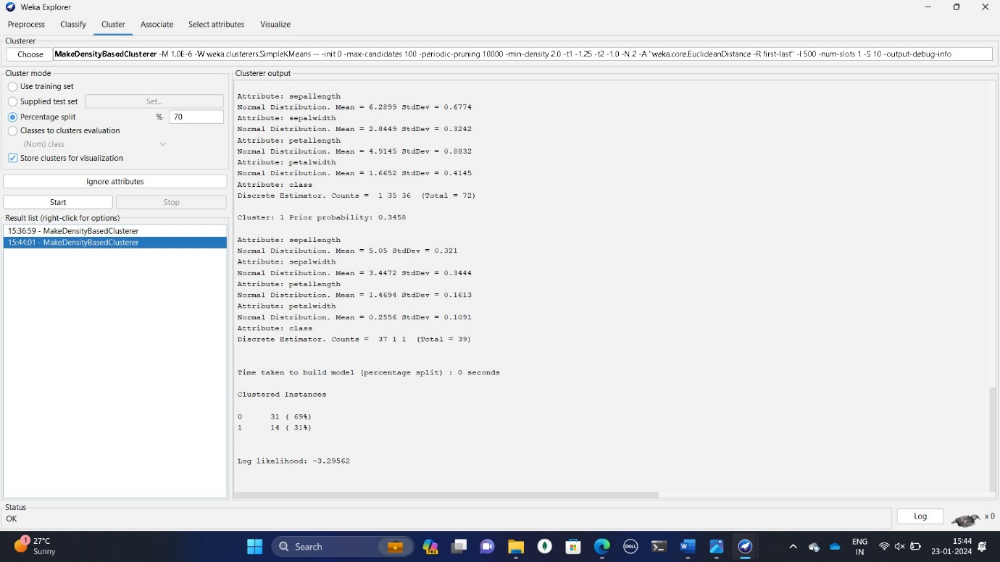 Weka Explorer
Preprocess Classify Cluster Associate Select attributes Visualize
Clusterer
Choose MakeDensityBasedClusterer -M 1.0E-6 -W weka.clusterers.SimpleKMeans -- -init 0 -max-candidates 100 -periodic-pruning 10000 -min-density 2.0 -t1 -1.25 -t2 -1.0 -N 2 -A "weka.core.EuclideanDistance -R first-last" -I 500 -num-slots 1 -S 10 -output-debug-info
Cluster mode
Use training set
Supplied test set Set...
Percentage split % 70
Classes to clusters evaluation
(Nom) class
Store clusters for visualization
Ignore attributes
Start Stop
Result list (right-click for options)
15:36:59 - MakeDensityBasedClusterer
15:44:01 - MakeDensityBasedClusterer
Clusterer output
Attribute: sepallength
Normal Distribution. Mean = 6.2899 StdDev = 0.6774
Attribute: sepalwidth
Normal Distribution. Mean = 2.8449 StdDev = 0.3242
Attribute: petallength
Normal Distribution. Mean = 4.9145 StdDev = 0.8832
Attribute: petalwidth
Normal Distribution. Mean = 1.6652 StdDev = 0.4145
Attribute: class
Discrete Estimator. Counts = 1 35 36 (Total = 72)
Cluster: 1 Prior probability: 0.3458
Attribute: sepallength
Normal Distribution. Mean = 5.05 StdDev = 0.321
Attribute: sepalwidth
Normal Distribution. Mean = 3.4472 StdDev = 0.3444
Attribute: petallength
Normal Distribution. Mean = 1.4694 StdDev = 0.1613
Attribute: petalwidth
Normal Distribution. Mean = 0.2556 StdDev = 0.1091
Attribute: class
Discrete Estimator. Counts = 37 1 1 (Total = 39)
Time taken to build model (percentage split) : 0 seconds
Clustered Instances
0 31 ( 69%)
1 14 ( 31%)
Log likelihood: -3.29562
Status
OK
Log x 0
1
27°C
Sunny
Search
PRE
DELL
ENG
IN
15:44
23-01-2024